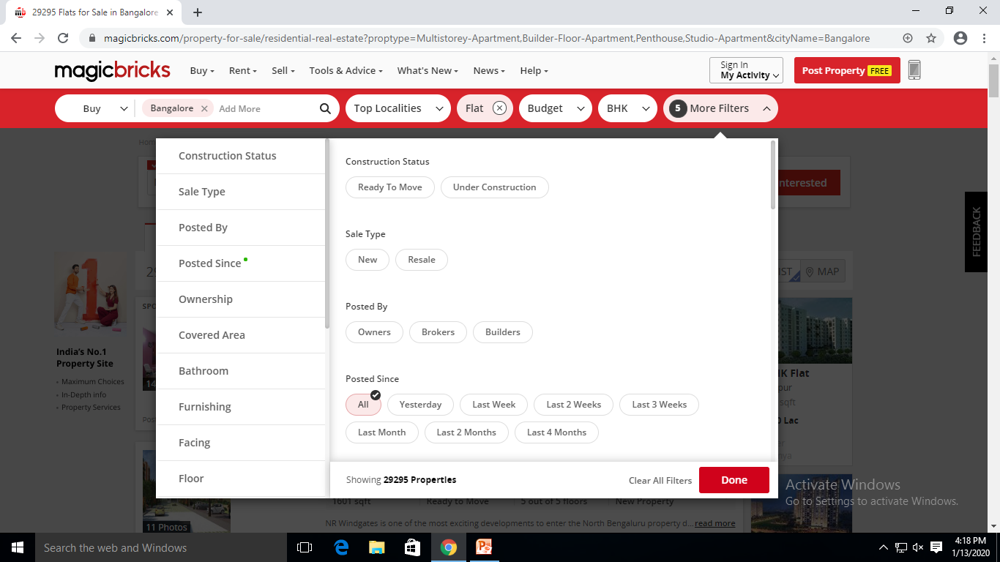 29295 Flats for Sale in Bangalore
magicbricks.com/property-for-sale/residential-real-estate?proptype=Multistorey-Apartment,Builder-Floor-Apartment,Penthouse,Studio-Apartment&cityName=Bangalore
magicbricks Buy Rent Sell Tools & Advice What's New News Help
Sign In
My Activity
Post Property FREE
Buy Bangalore Add More Top Localities Flat Budget BHK 5 More Filters
Construction Status
Sale Type
Posted By
Posted Since
Ownership
Covered Area
Bathroom
Furnishing
Facing
Floor
Construction Status
Ready To Move Under Construction
Sale Type
New Resale
Posted By
Owners Brokers Builders
Posted Since
All Yesterday Last Week Last 2 Weeks Last 3 Weeks
Last Month Last 2 Months Last 4 Months
Showing 29295 Properties Clear All Filters Done
FEEDBACK
MAP
India's No.1
Property Site
Maximum Choices
In-Depth info
Property Services
Flat
sqft
Lac
11 Photos
1601 sqft Ready to Move 5 out of 5 floors New Property
NR Windgates is one of the most exciting developments to enter the North Bengaluru property d...read more
Activate Windows
Go to Settings to activate Windows.
Search the web and Windows
4:18 PM
1/13/2020